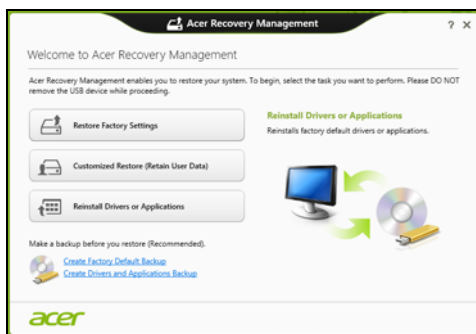 Acer Recovery Management
? X
Welcome to Acer Recovery Management
Acer Recovery Management enables you to restore your system. To begin, select the task you want to perform. Please DO NOT
remove the USB device while proceeding.
Restore Factory Settings
Customized Restore (Retain User Data)
Reinstall Drivers or Applications
Reinstall Drivers or Applications
Reinstalls factory default drivers or applications.
Make a backup before you restore (Recommended).
Create Factory Default Backup
Create Drivers and Applications Backup
acer